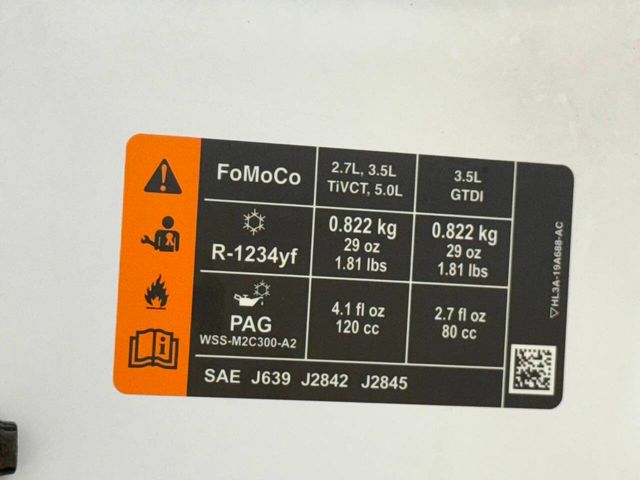 FoMoCo
2.7L, 3.5L
TiVCT, 5.0L
3.5L
GTDI
R-1234yf
0.822 kg
29 oz
1.81 lbs
0.822 kg
29 oz
1.81 lbs
PAG
WSS-M2C300-A2
4.1 fl oz
120 cc
2.7 fl oz
80 cc
SAE J639 J2842 J2845
HL3A-19A688-AC